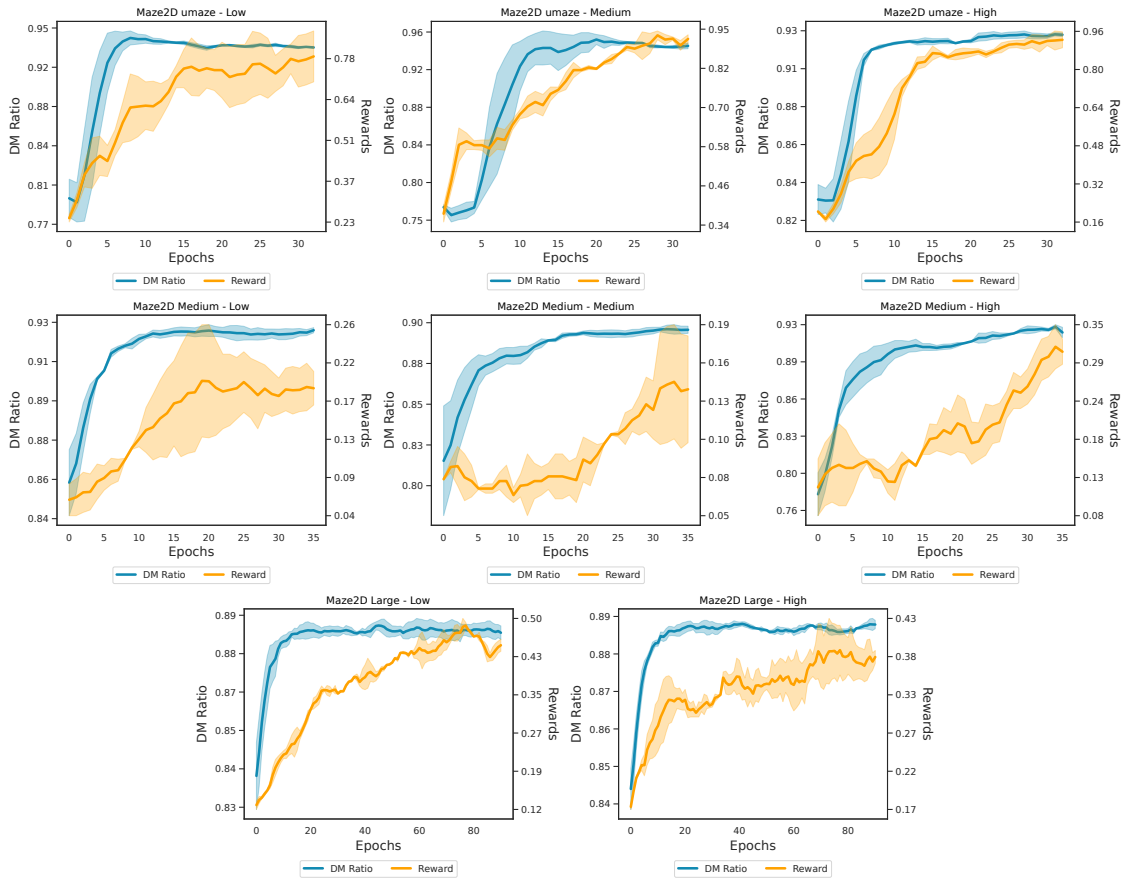 Maze2D umaze - Low
0.95
0.92
0.88
0.84
0.81
0.77
DM Ratio
0.78
0.64
0.51
0.37
0.23
Rewards
0 5 10 15 20 25 30
Epochs
DM Ratio Reward
Maze2D umaze - Medium
0.96
0.92
0.88
0.84
0.80
0.75
DM Ratio
0.95
0.82
0.70
0.58
0.46
0.34
Rewards
0 5 10 15 20 25 30
Epochs
DM Ratio Reward
Maze2D umaze - High
0.93
0.91
0.88
0.86
0.84
0.82
DM Ratio
0.96
0.80
0.64
0.48
0.32
0.16
Rewards
0 5 10 15 20 25 30
Epochs
DM Ratio Reward
Maze2D Medium - Low
0.93
0.91
0.89
0.88
0.86
0.84
DM Ratio
0.26
0.22
0.17
0.13
0.09
0.04
Rewards
0 5 10 15 20 25 30 35
Epochs
DM Ratio Reward
Maze2D Medium - Medium
0.90
0.88
0.85
0.83
0.80
DM Ratio
0.19
0.16
0.13
0.10
0.08
0.05
Rewards
0 5 10 15 20 25 30 35
Epochs
DM Ratio Reward
Maze2D Medium - High
0.93
0.89
0.86
0.83
0.80
0.76
DM Ratio
0.35
0.29
0.24
0.18
0.13
0.08
Rewards
0 5 10 15 20 25 30 35
Epochs
DM Ratio Reward
Maze2D Large - Low
0.89
0.88
0.87
0.85
0.84
0.83
DM Ratio
0.50
0.43
0.35
0.27
0.19
0.12
Rewards
0 20 40 60 80
Epochs
DM Ratio Reward
Maze2D Large - High
0.89
0.88
0.87
0.86
0.85
0.84
DM Ratio
0.43
0.38
0.33
0.27
0.22
0.17
Rewards
0 20 40 60 80
Epochs
DM Ratio Reward